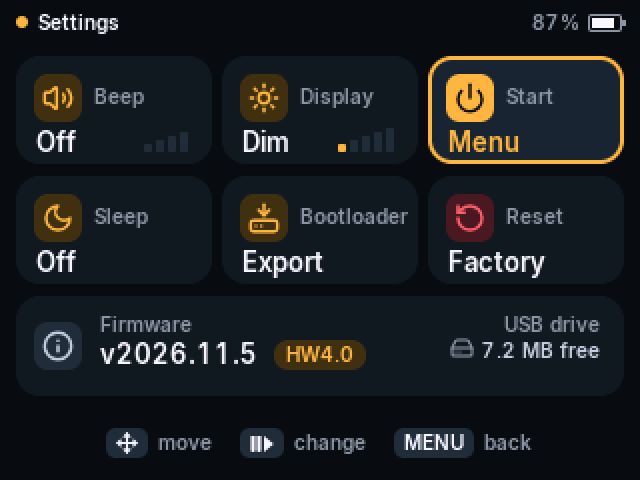 Settings 87%
Beep
Off
Display
Dim
Start
Menu
Sleep
Off
Bootloader
Export
Reset
Factory
Firmware
v2026.11.5 HW4.0
USB drive
7.2 MB free
move change MENU back